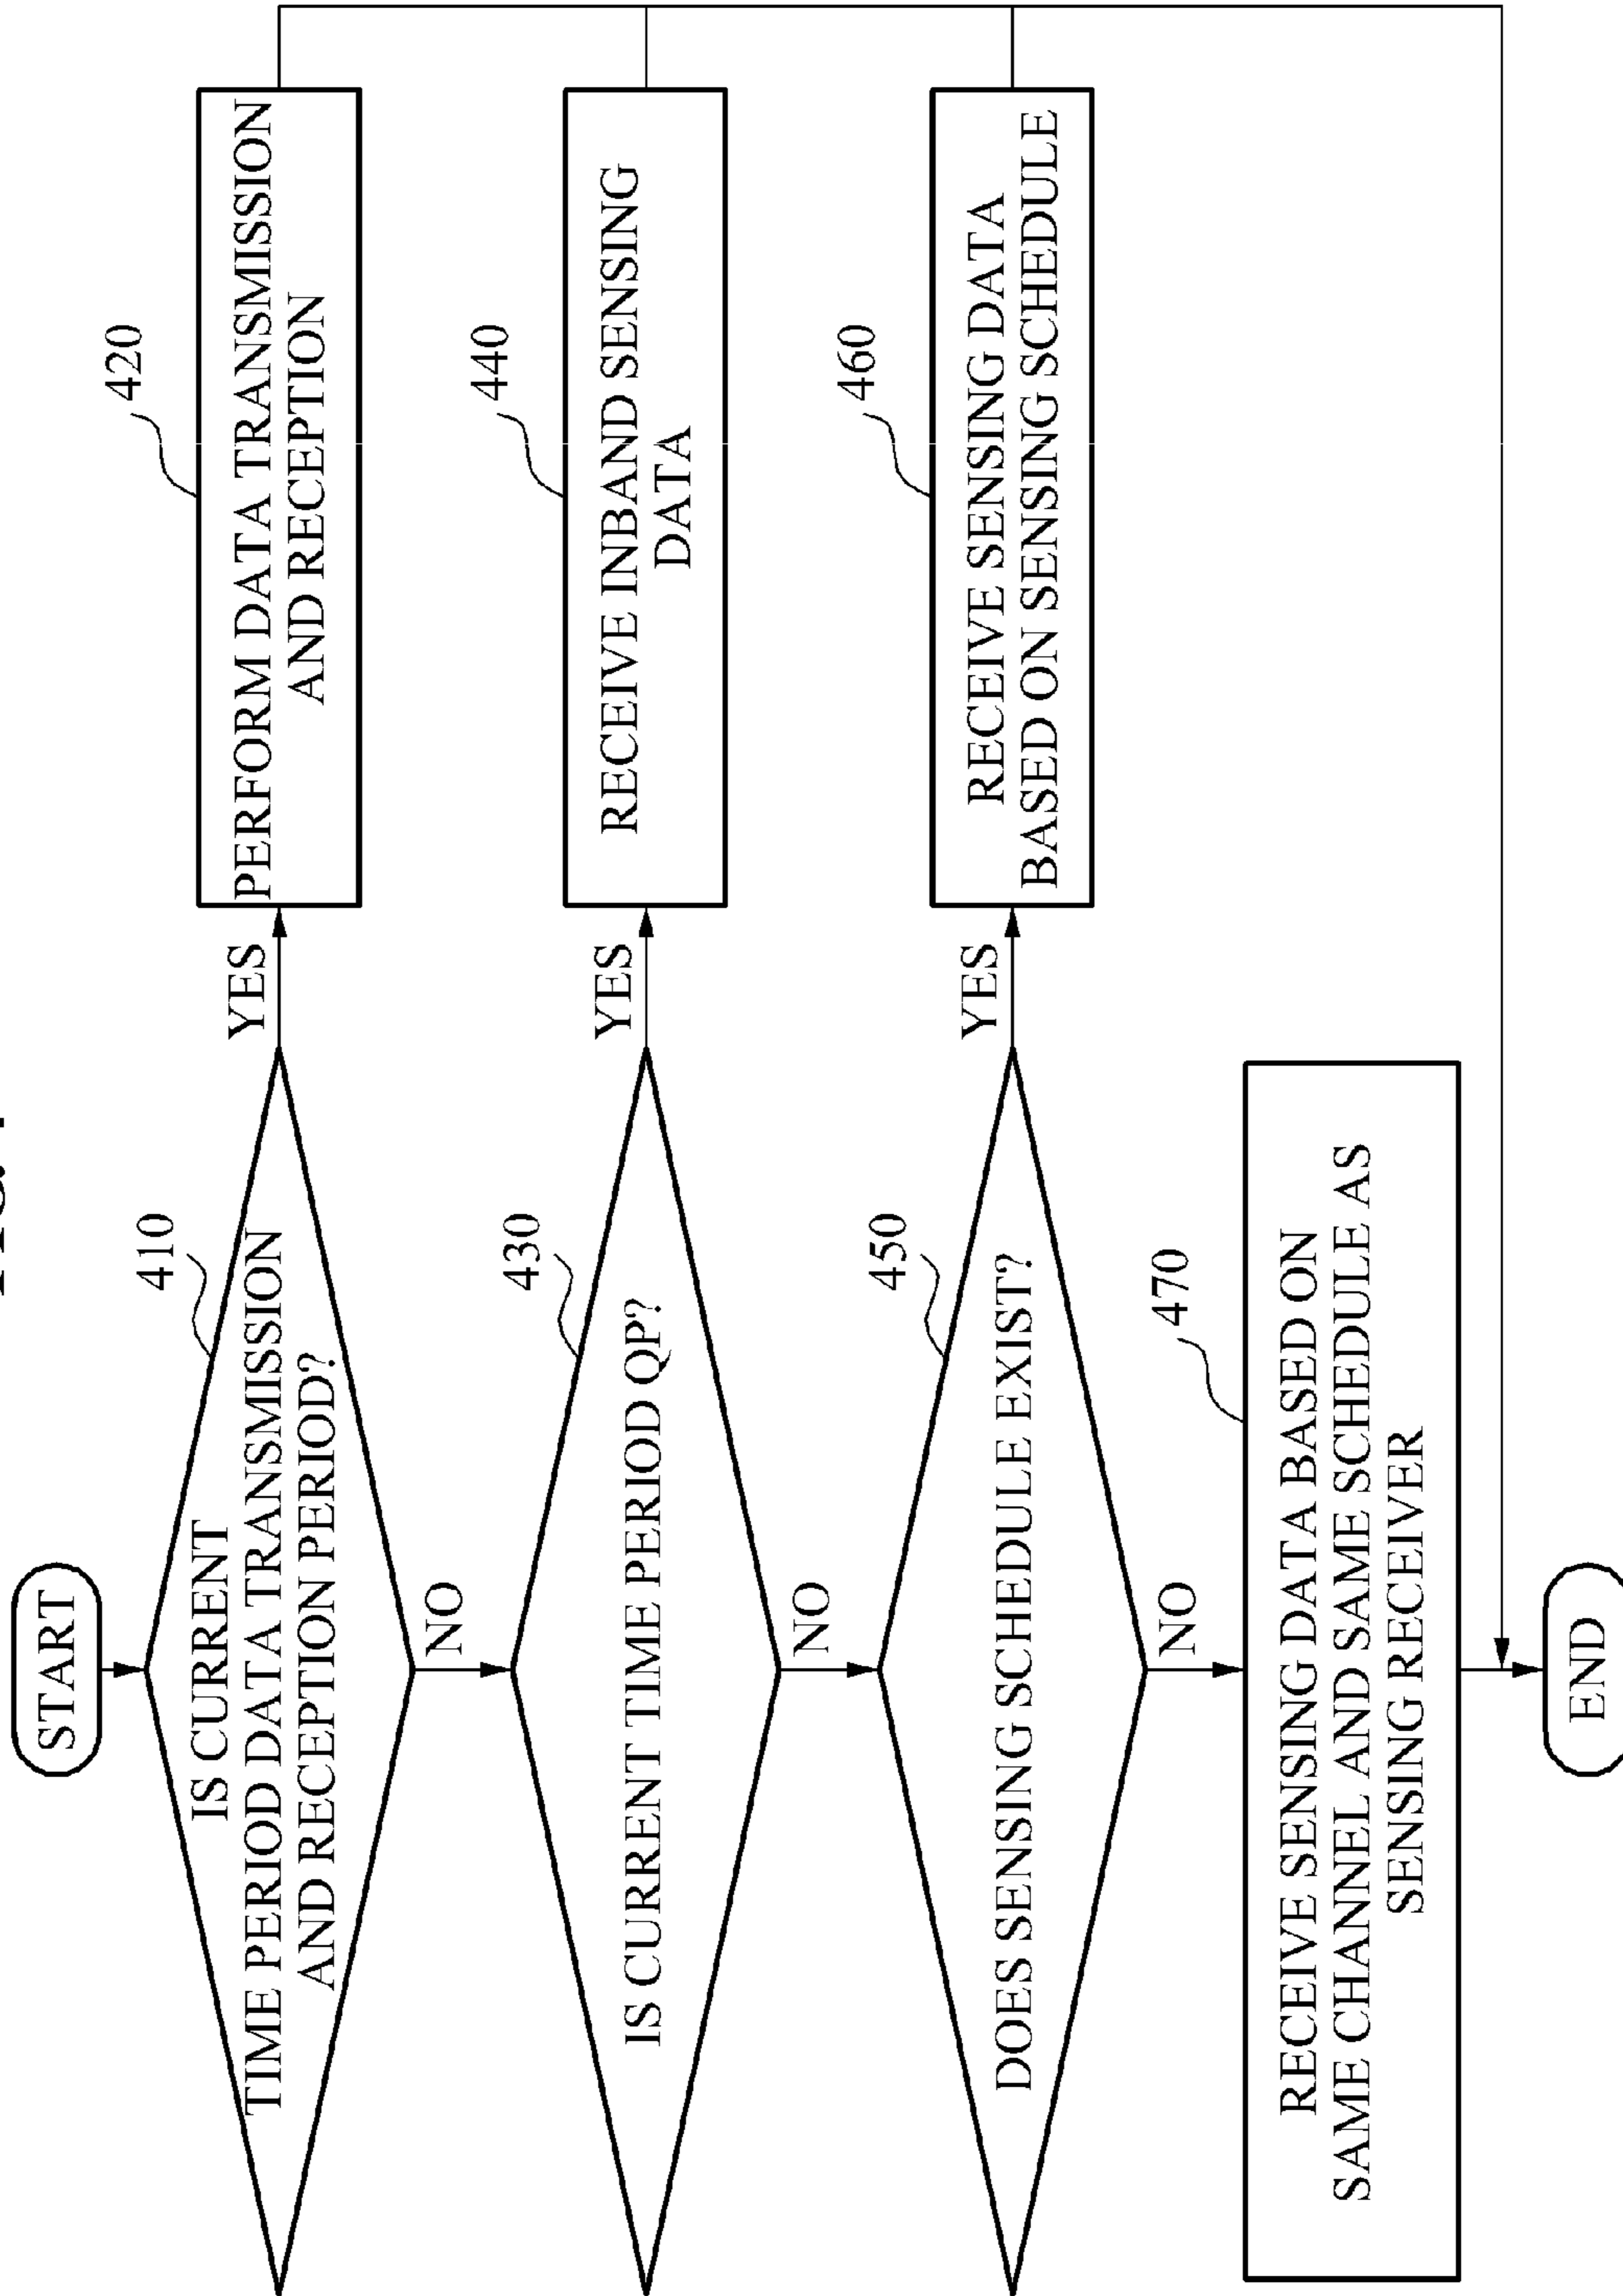 START
410
IS CURRENT
TIME PERIOD DATA TRANSMISSION
AND RECEPTION PERIOD?
YES
420
PERFORM DATA TRANSMISSION
AND RECEPTION
NO
430
IS CURRENT TIME PERIOD QP?
YES
440
RECEIVE INBAND SENSING
DATA
NO
450
DOES SENSING SCHEDULE EXIST?
YES
460
RECEIVE SENSING DATA
BASED ON SENSING SCHEDULE
NO
470
RECEIVE SENSING DATA BASED ON
SAME CHANNEL AND SAME SCHEDULE AS
SENSING RECEIVER
END